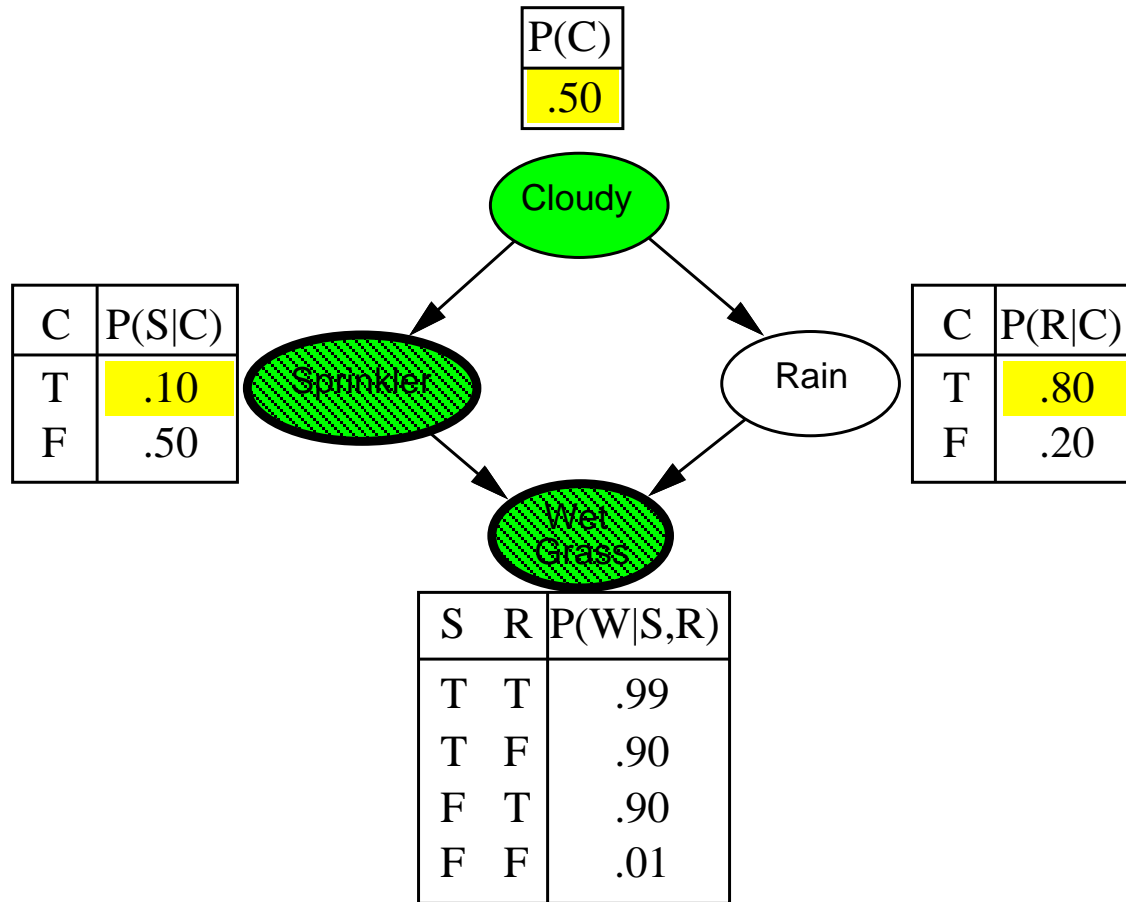 P(C)
.50
Cloudy
C P(S|C)
T .10
F .50
Sprinkler
Rain
C P(R|C)
T .80
F .20
Wet
Grass
S R P(W|S,R)
T T .99
T F .90
F T .90
F F .01